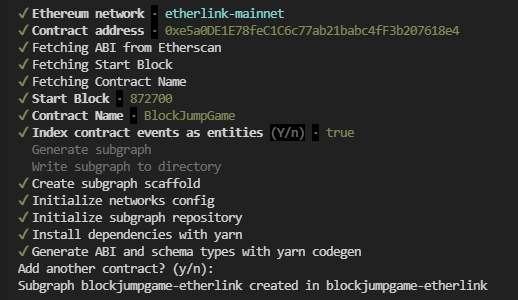 ✓ Ethereum network · etherlink-mainnet
✓ Contract address · 0xe5a0DE1E78feC1C6c77ab21babc4fF3b207618e4
✓ Fetching ABI from Etherscan
✓ Fetching Start Block
✓ Fetching Contract Name
✓ Start Block · 872700
✓ Contract Name · BlockJumpGame
✓ Index contract events as entities (Y/n) · true
Generate subgraph
Write subgraph to directory
✓ Create subgraph scaffold
✓ Initialize networks config
✓ Initialize subgraph repository
✓ Install dependencies with yarn
✓ Generate ABI and schema types with yarn codegen
Add another contract? (y/n):
Subgraph blockjumpgame-etherlink created in blockjumpgame-etherlink